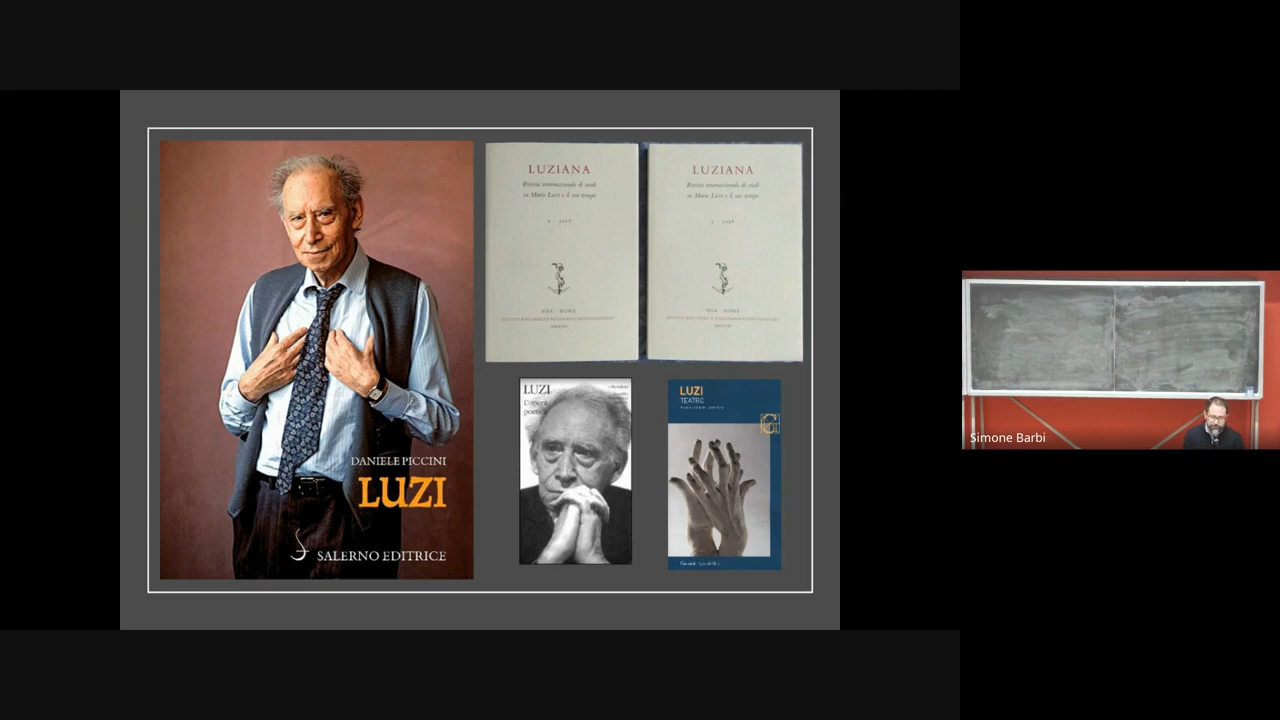 DANIELE PICCINI
LUZI
SALERNO EDITRICE
LUZIANA
Rivista internazionale di studi
su Mario Luzi e il suo tempo
PISA · ROMA
LUZIANA
Rivista internazionale di studi
su Mario Luzi e il suo tempo
PISA · ROMA
LUZI
L'opera
poetica
LUZI
TEATRO
Simone Barbi